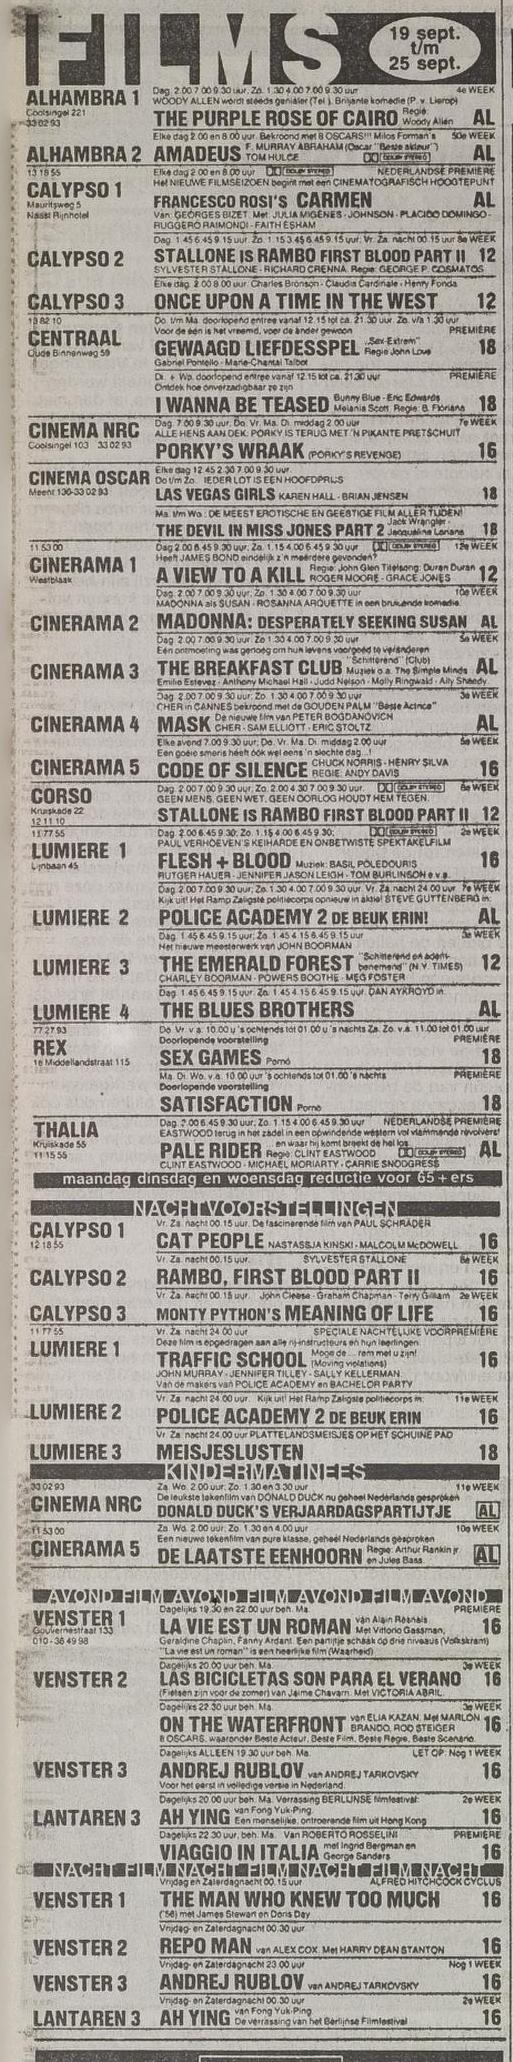 FILMS
19 sept.
t/m
25 sept.
ALHAMBRA 1
Coolsingel 221
33 02 93
Dag. 2.00 7.00 9.30 uur, Zo. 1.30 4.00 7.00 9.30 uur 4e WEEK
WOODY ALLEN wordt steeds genialer (Tel.). Briljante komedie (P. v. Lierop)
THE PURPLE ROSE OF CAIRO Regie: Woody Allen AL
Elke dag 2.00 en 8.00 uur. Bekroond met 8 OSCARS!!! Milos Forman's 50e WEEK
ALHAMBRA 2 AMADEUS F. MURRAY ABRAHAM (Oscar "Beste akteur") TOM HULCE DOLBY STEREO AL
13 18 55
CALYPSO 1
Mauritsweg 5
Naast Rijnhotel
Elke dag 2.00 en 8.00 uur DOLBY STEREO NEDERLANDSE PREMIÈRE
Het NIEUWE FILMSEIZOEN begint met een CINEMATOGRAFISCH HOOGTEPUNT
FRANCESCO ROSI'S CARMEN AL
Van: GEORGES BIZET. Met: JULIA MIGENES - JOHNSON - PLACIDO DOMINGO -
RUGGERO RAIMONDI - FAITH ESHAM
Dag. 1.45 6.45 9.15 uur, Zo. 1.15 3.45 6.45 9.15 uur; Vr. Za. nacht 00.15 uur 8e WEEK
CALYPSO 2 STALLONE IS RAMBO FIRST BLOOD PART II 12
SYLVESTER STALLONE - RICHARD CRENNA. Regie: GEORGE P. COSMATOS
Elke dag. 2.00 8.00 uur. Charles Bronson - Claudia Cardinale - Henry Fonda
CALYPSO 3 ONCE UPON A TIME IN THE WEST 12
13 82 10
CENTRAAL
Oude Binnenweg 59
Do. t/m Ma. doorlopend entree vanaf 12.15 tot ca. 21.30 uur. Zo. v/a 1.30 uur
Voor de één is het vreemd, voor de ander gewoon PREMIÈRE
GEWAAGD LIEFDESSPEL „Sex-Extrem" Regie John Love 18
Gabriel Pontello - Marie-Chantal Talbot
Di. + Wo. doorlopend entree vanaf 12.15 tot ca. 21.30 uur PREMIÈRE
Ontdek hoe onverzadigbaar ze zijn
I WANNA BE TEASED Bunny Blue - Eric Edwards Melania Scott. Regie: B. Floriana 18
CINEMA NRC
Coolsingel 103 33 02 93
Dag. 7.00 9.30 uur. Do. Vr. Ma. Di. middag 2.00 uur 7e WEEK
ALLE HENS AAN DEK: PORKY IS TERUG MET 'N PIKANTE PRETSCHUIT
PORKY'S WRAAK (PORKY'S REVENGE) 16
CINEMA OSCAR
Meent 130-33 02 93
Elke dag 12.45 2.30 7.00 9.30 uur
Do t/m Zo. IEDER LOT IS EEN HOOFDPRIJS
LAS VEGAS GIRLS KAREN HALL - BRIAN JENSEN 18
Ma. t/m Wo.: DE MEEST EROTISCHE EN GEESTIGE FILM ALLER TIJDEN!
THE DEVIL IN MISS JONES PART 2 Jack Wrangler - Jacqueline Lorians 18
11 53 00
CINERAMA 1
Westblaak
Dag 2.00 6.45 9.30 uur, Zo. 1.15 4.00 6.45 9.30 uur DOLBY STEREO 12e WEEK
Heeft JAMES BOND eindelijk z'n meerdere gevonden?
A VIEW TO A KILL Regie: John Glen Titelsong: Duran Duran ROGER MOORE - GRACE JONES 12
Dag. 2.00 7.00 9.30 uur; Zo. 1.30 4.00 7.00 9.30 uur 10e WEEK
MADONNA als SUSAN - ROSANNA ARQUETTE in een bruisende komedie.
CINERAMA 2 MADONNA: DESPERATELY SEEKING SUSAN AL
Dag. 2.00 7.00 9.30 uur Zo 1.30 4.00 7.00 9.30 uur 5e WEEK
Eén ontmoeting was genoeg om hun levens voorgoed te veranderen
CINERAMA 3 THE BREAKFAST CLUB "Schitterend" (Club) Muziek o.a. The Simple Minds AL
Emilio Estevez - Anthony Michael Hall - Judd Nelson - Molly Ringwald - Ally Sheedy.
Dag. 2.00 7.00 9.30 uur; Zo. 1.30 4.00 7.00 9.30 uur 3e WEEK
CHER in CANNES bekroond met de GOUDEN PALM "Beste Actrice"
CINERAMA 4 MASK De nieuwe film van PETER BOGDANOVICH CHER - SAM ELLIOTT - ERIC STOLTZ AL
Elke avond 7.00 9.30 uur; Do. Vr. Ma. Di. middag 2.00 uur 5e WEEK
Een goeie smeris heeft óók wel eens 'n slechte dag...!
CINERAMA 5 CODE OF SILENCE CHUCK NORRIS - HENRY SILVA REGIE: ANDY DAVIS 16
CORSO
Kruiskade 22
12 11 10
Dag. 2.00 7.00 9.30 uur, Zo. 2.00 4.30 7.00 9.30 uur. DOLBY STEREO 8e WEEK
GEEN MENS, GEEN WET, GEEN OORLOG HOUDT HEM TEGEN.
STALLONE IS RAMBO FIRST BLOOD PART II 12
11 77 55
LUMIERE 1
Lijnbaan 45
Dag. 2.00 6.45 9.30; Zo. 1.15 4.00 6.45 9.30; DOLBY STEREO 2e WEEK
PAUL VERHOEVEN'S KEIHARDE EN ONBETWISTE SPEKTAKELFILM
FLESH + BLOOD Muziek: BASIL POLEDOURIS 16
RUTGER HAUER - JENNIFER JASON LEIGH - TOM BURLINSON e.v.a.
Dag. 2.00 7.00 9.30 uur; Zo. 1.30 4.00 7.00 9.30 uur. Vr. Za. nacht 24.00 uur 7e WEEK
Kijk uit! Het Ramp Zaligste politiecorps opnieuw in aktie! STEVE GUTTENBERG in:
LUMIERE 2 POLICE ACADEMY 2 DE BEUK ERIN! AL
Dag. 1.45 6.45 9.15 uur; Zo. 1.45 4.15 6.45 9.15 uur 3e WEEK
Het nieuwe meesterwerk van JOHN BOORMAN
LUMIERE 3 THE EMERALD FOREST "Schitterend en adem-benemend" (N.Y. TIMES) 12
CHARLEY BOORMAN - POWERS BOOTHE - MEG FOSTER
Dag. 1.45 6.45 9.15 uur; Zo. 1.45 4.15 6.45 9.15 uur. DAN AYKROYD in
LUMIERE 4 THE BLUES BROTHERS AL
77 27 93
REX
1e Middellandstraat 115
Do. Vr. v.a. 10.00 u 's ochtends tot 01.00 u 's nachts Za. Zo. v.a. 11.00 tot 01.00 uur
Doorlopende voorstelling PREMIÈRE
SEX GAMES Porno 18
Ma. Di. Wo. v.a. 10.00 uur 's ochtends tot 01.00 's nachts PREMIÈRE
Doorlopende voorstelling
SATISFACTION Porno 18
THALIA
Kruiskade 55
11 15 55
Dag. 2.00 6.45 9.30 uur; Zo. 1.15 4.00 6.45 9.30 uur NEDERLANDSE PREMIÈRE
EASTWOOD terug in het zadel in een opwindende western vol vlammende revolvers!
PALE RIDER ... en waar hij komt breekt de hel los. Regie: CLINT EASTWOOD DOLBY STEREO AL
CLINT EASTWOOD - MICHAEL MORIARTY - CARRIE SNODGRESS
maandag dinsdag en woensdag reductie voor 65 + ers
NACHTVOORSTELLINGEN
CALYPSO 1
12 18 55
Vr. Za. nacht 00.15 uur. De fascinerende film van PAUL SCHRADER
CAT PEOPLE NASTASSJA KINSKI - MALCOLM McDOWELL 16
Vr. Za. nacht 00.15 uur. SYLVESTER STALLONE 8e WEEK
CALYPSO 2 RAMBO, FIRST BLOOD PART II 16
Vr. Za. nacht 00.15 uur. John Cleese - Graham Chapman - Terry Gilliam 2e WEEK
CALYPSO 3 MONTY PYTHON'S MEANING OF LIFE 16
11 77 55
LUMIERE 1
Vr. Za. nacht 24.00 uur SPECIALE NACHTELIJKE VOORPREMIÈRE
Deze film is opgedragen aan alle rij-instructeurs en hun leerlingen.
TRAFFIC SCHOOL Moge de ... rem met u zijn! (Moving violations) 16
JOHN MURRAY - JENNIFER TILLEY - SALLY KELLERMAN.
Van de makers van POLICE ACADEMY en BACHELOR PARTY
Vr. Za. nacht 24.00 uur. Kijk uit! Het Ramp Zaligste politiecorps in: 11e WEEK
LUMIERE 2 POLICE ACADEMY 2 DE BEUK ERIN 16
Vr. Za. nacht 24.00 uur PLATTELANDSMEISJES OP HET SCHUINE PAD
LUMIERE 3 MEISJESLUSTEN 18
KINDERMATINEES
33 02 93
CINEMA NRC
Za. Wo. 2.00 uur; Zo. 1.30 en 3.30 uur 11e WEEK
De leukste tekenfilm van DONALD DUCK nu geheel Nederlands gesproken
DONALD DUCK'S VERJAARDAGSPARTIJTJE AL
11 53 00
CINERAMA 5
Za. Wo. 2.00 uur; Zo. 1.30 en 4.00 uur 10e WEEK
Een nieuwe tekenfilm van pure klasse, geheel Nederlands gesproken
DE LAATSTE EENHOORN Regie: Arthur Rankin jr. en Jules Bass. AL
AVOND FILM AVOND FILM AVOND FILM AVOND
VENSTER 1
Gouvernestraat 133
010 - 36 49 98
Dagelijks 19.30 en 22.00 uur beh. Ma. PREMIÈRE
LA VIE EST UN ROMAN van Alain Resnais Met Vittorio Gassman, 16
Geraldine Chaplin, Fanny Ardant. Een partijtje schaak op drie niveaus (Volkskrant)
"La vie est un roman" is een heerlijke film (Waarheid)
Dagelijks 20.00 uur beh. Ma. 3e WEEK
VENSTER 2 LAS BICICLETAS SON PARA EL VERANO 16
(Fietsen zijn voor de zomer) van Jaime Chavarri. Met VICTORIA ABRIL.
Dagelijks 22.30 uur beh. Ma. 3e WEEK
ON THE WATERFRONT van ELIA KAZAN. Met MARLON BRANDO, ROD STEIGER 16
8 OSCARS, waaronder Beste Acteur, Beste Film, Beste Regie, Beste Scenario.
Dagelijks ALLEEN 19.30 uur beh. Ma. LET OP: Nog 1 WEEK
VENSTER 3 ANDREJ RUBLOV van ANDREJ TARKOVSKY 16
Voor het eerst in volledige versie in Nederland.
Dagelijks 20.00 uur beh. Ma. Verrassing BERLIJNSE filmfestival: 2e WEEK
LANTAREN 3 AH YING van Fong Yuk-Ping. Een menselijke, ontroerende film uit Hong Kong 16
Dagelijks 22.30 uur, beh. Ma. Van ROBERTO ROSSELINI PREMIÈRE
VIAGGIO IN ITALIA met Ingrid Bergman en George Sanders 16
NACHT FILM NACHT FILM NACHT FILM NACHT
Vrijdag en Zaterdagnacht 00.15 uur ALFRED HITCHCOCK CYCLUS
VENSTER 1 THE MAN WHO KNEW TOO MUCH 16
('56) met James Stewart en Doris Day
Vrijdag- en Zaterdagnacht 00.30 uur
VENSTER 2 REPO MAN van ALEX COX. Met HARRY DEAN STANTON 16
Vrijdag- en Zaterdagnacht 23.00 uur Nog 1 WEEK
VENSTER 3 ANDREJ RUBLOV van ANDREJ TARKOVSKY 16
Vrijdag- en Zaterdagnacht 00.30 uur 2e WEEK
LANTAREN 3 AH YING van Fong Yuk-Ping. De verrassing van het Berlijnse Filmfestival 16